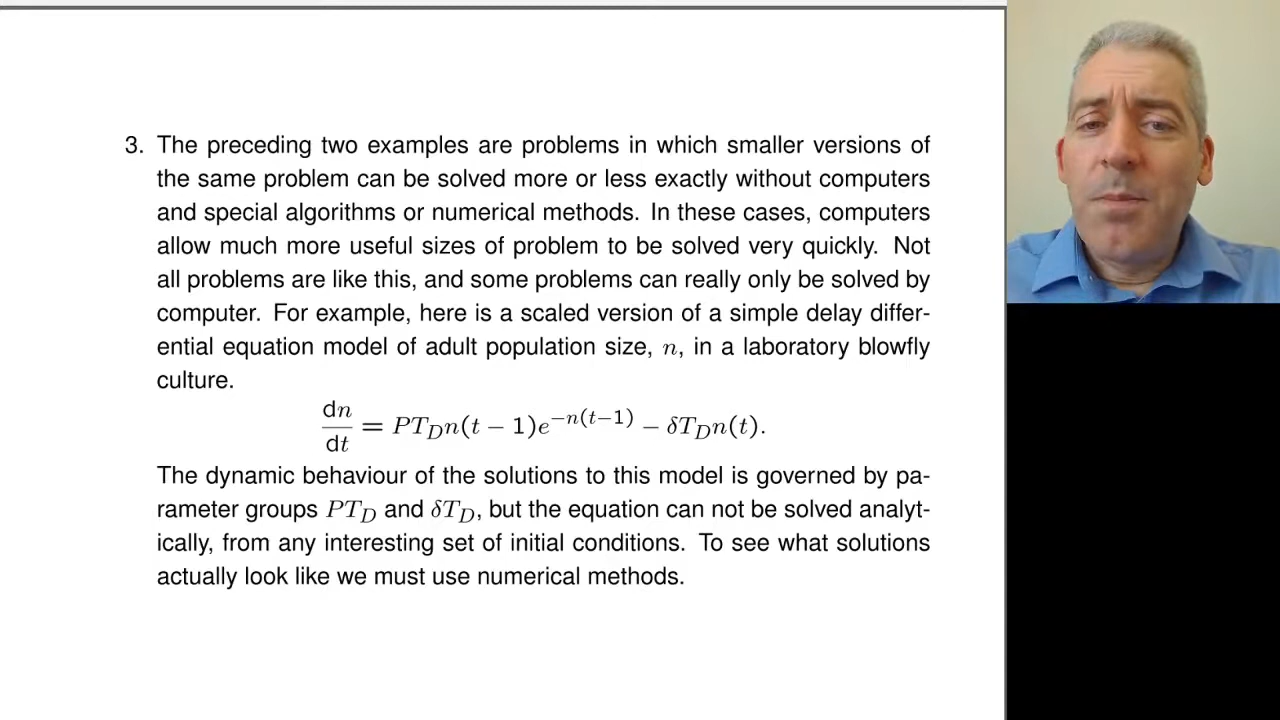 3. The preceding two examples are problems in which smaller versions of
the same problem can be solved more or less exactly without computers
and special algorithms or numerical methods. In these cases, computers
allow much more useful sizes of problem to be solved very quickly. Not
all problems are like this, and some problems can really only be solved by
computer. For example, here is a scaled version of a simple delay differ-
ential equation model of adult population size, n, in a laboratory blowfly
culture.
dn/dt = PT_D n(t − 1)e^{−n(t−1)} − δT_D n(t).
The dynamic behaviour of the solutions to this model is governed by pa-
rameter groups PT_D and δT_D, but the equation can not be solved analyt-
ically, from any interesting set of initial conditions. To see what solutions
actually look like we must use numerical methods.